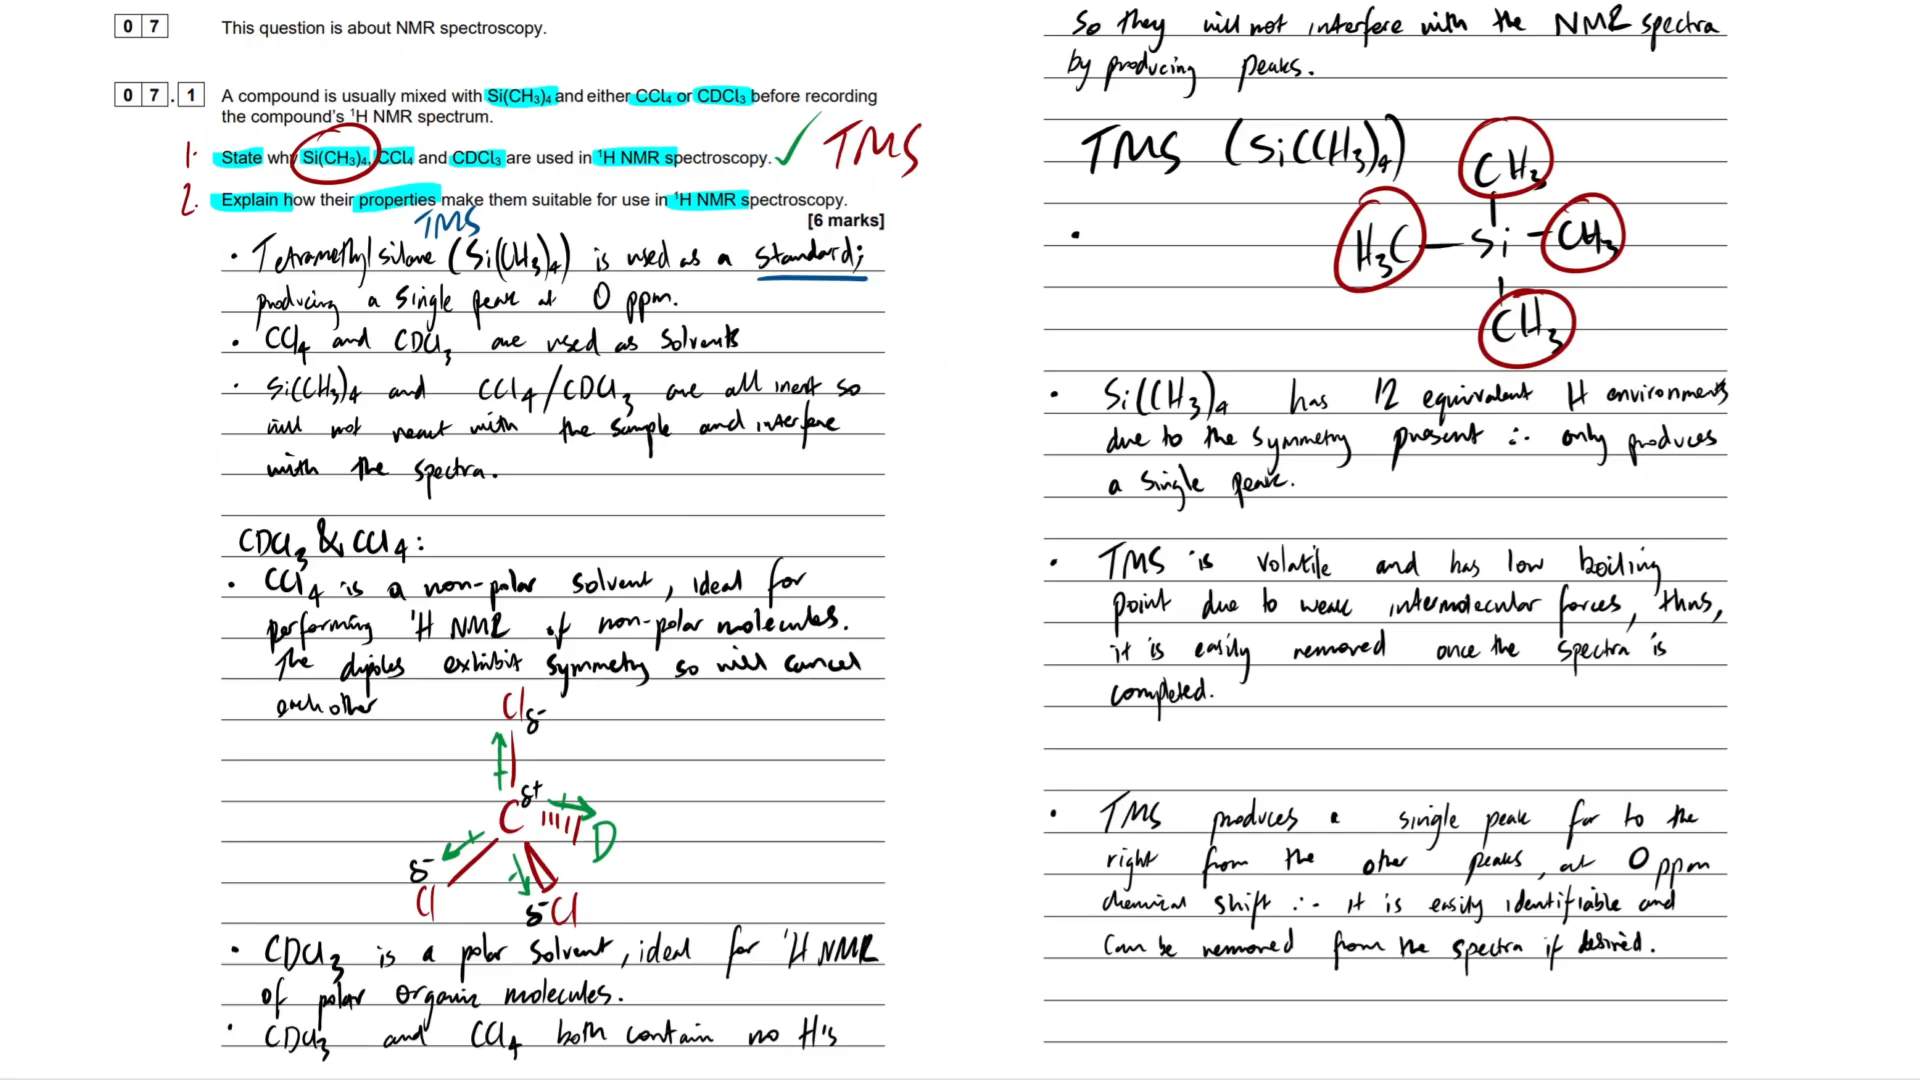 0 7 This question is about NMR spectroscopy.
0 7 . 1 A compound is usually mixed with Si(CH₃)₄ and either CCl₄ or CDCl₃ before recording
the compound's ¹H NMR spectrum.
1. State why Si(CH₃)₄, CCl₄ and CDCl₃ are used in ¹H NMR spectroscopy. ✓ TMS
2. Explain how their properties make them suitable for use in ¹H NMR spectroscopy.
[6 marks]
TMS
• Tetramethylsilane (Si(CH₃)₄) is used as a standard;
producing a single peak at 0 ppm.
• CCl₄ and CDCl₃ are used as solvents
• Si(CH₃)₄ and CCl₄/CDCl₃ are all inert so
will not react with the sample and interfere
with the spectra.
CDCl₃ & CCl₄:
• CCl₄ is a non-polar solvent, ideal for
performing ¹H NMR of non-polar molecules.
The dipoles exhibit symmetry so will cancel
each other
Cl δ-
δ+
C
D
δ-
Cl
δ- Cl
• CDCl₃ is a polar solvent, ideal for ¹H NMR
of polar organic molecules.
• CDCl₃ and CCl₄ both contain no H's
So they will not interfere with the NMR spectra
by producing peaks.
TMS (Si(CH₃)₄)
CH₃
• H₃C — Si — CH₃
CH₃
• Si(CH₃)₄ has 12 equivalent H environments
due to the symmetry present ∴ only produces
a single peak.
• TMS is volatile and has low boiling
point due to weak intermolecular forces, thus,
it is easily removed once the spectra is
completed.
• TMS produces a single peak far to the
right from the other peaks, at 0 ppm
chemical shift ∴ it is easily identifiable and
can be removed from the spectra if desired.